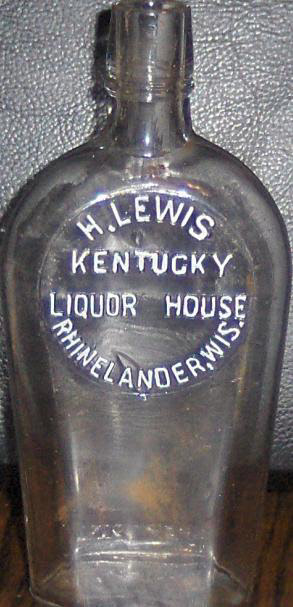 H. LEWIS
KENTUCKY
LIQUOR HOUSE
RHINELANDER, WIS.